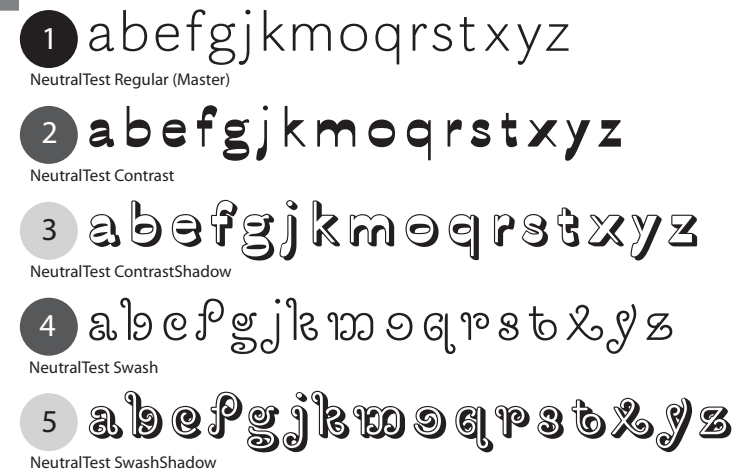 1 abefgjkmoqrstxyz
NeutralTest Regular (Master)
2 abefgjkmoqrstxyz
NeutralTest Contrast
3 abefgjkmoqrstxyz
NeutralTest ContrastShadow
4 abefgjkmoqrstxyz
NeutralTest Swash
5 abefgjkmoqrstxyz
NeutralTest SwashShadow